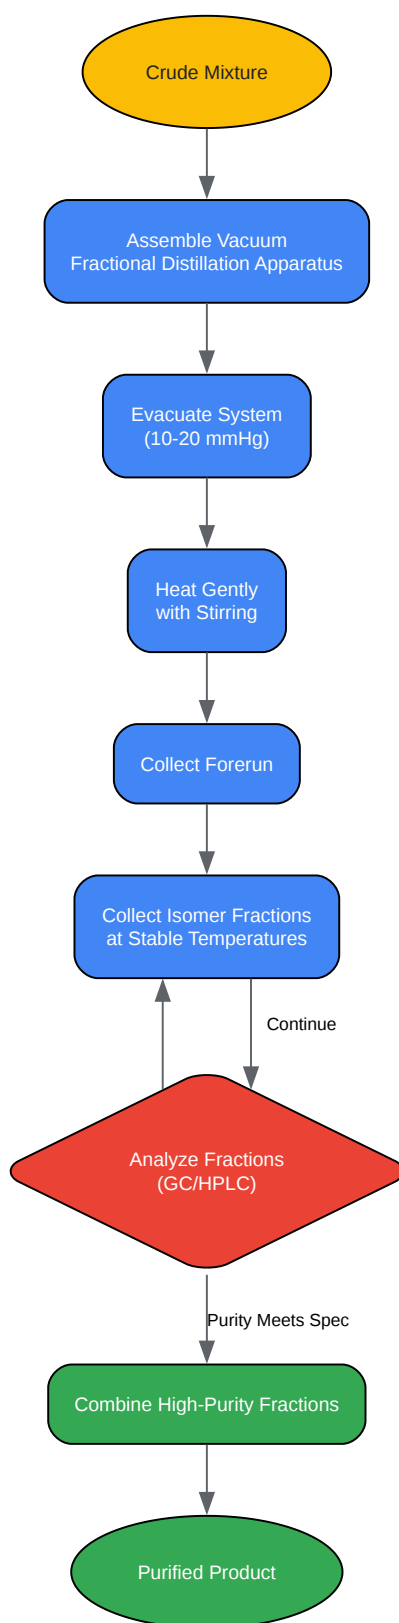 Crude Mixture
Assemble Vacuum
Fractional Distillation Apparatus
Evacuate System
(10-20 mmHg)
Heat Gently
with Stirring
Collect Forerun
Collect Isomer Fractions
at Stable Temperatures
Continue
Analyze Fractions
(GC/HPLC)
Purity Meets Spec
Combine High-Purity Fractions
Purified Product